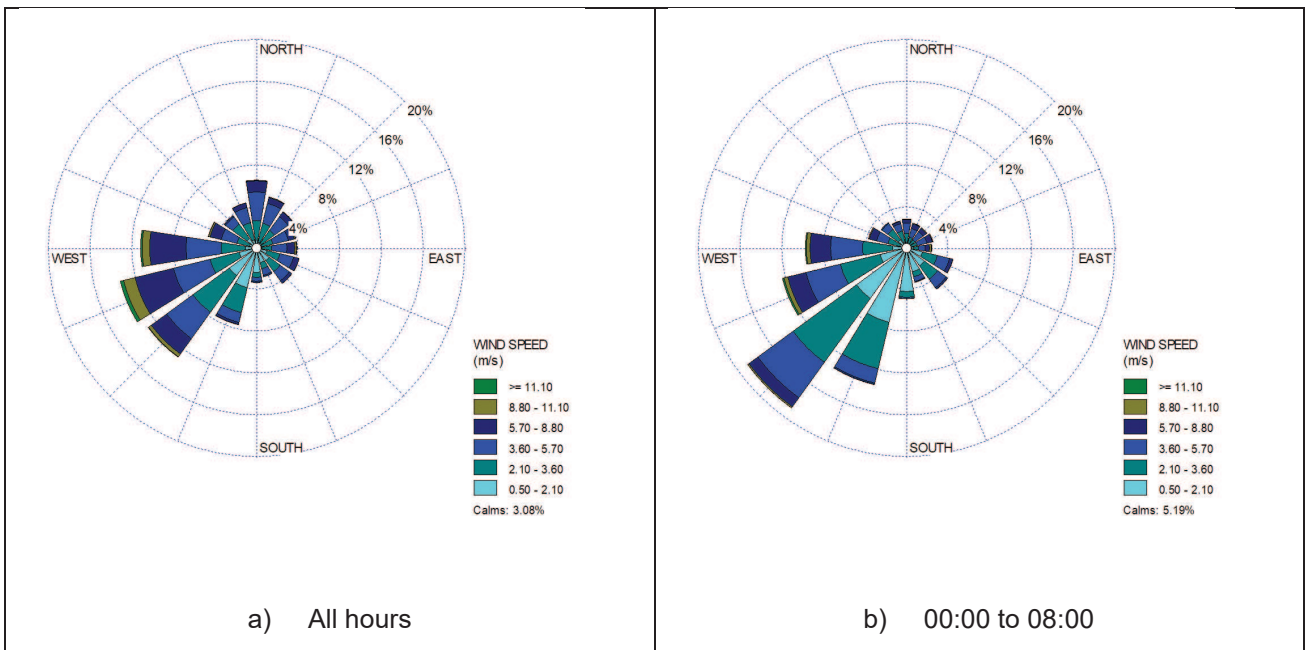 NORTH
20%
16%
12%
8%
4%
WEST
EAST
SOUTH
WIND SPEED
(m/s)
>= 11.10
8.80 - 11.10
5.70 - 8.80
3.60 - 5.70
2.10 - 3.60
0.50 - 2.10
Calms: 3.08%
a) All hours
NORTH
20%
16%
12%
8%
4%
WEST
EAST
SOUTH
WIND SPEED
(m/s)
>= 11.10
8.80 - 11.10
5.70 - 8.80
3.60 - 5.70
2.10 - 3.60
0.50 - 2.10
Calms: 5.19%
b) 00:00 to 08:00